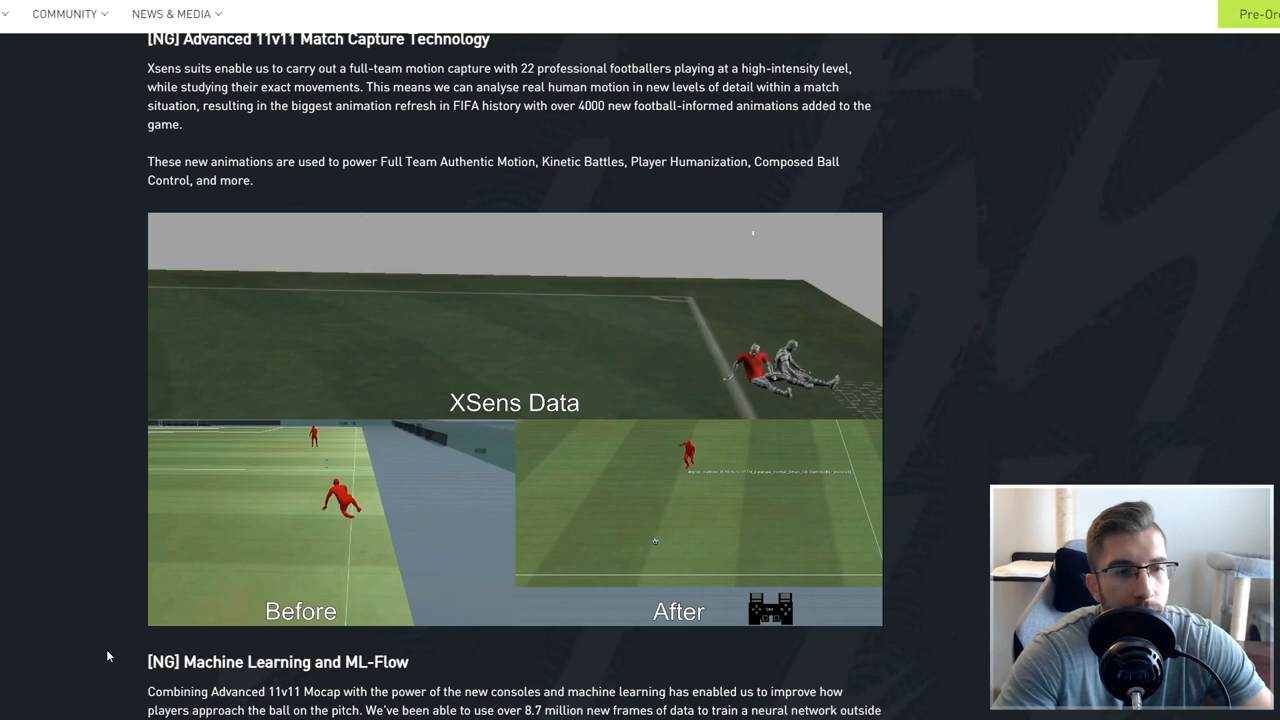 COMMUNITY
NEWS & MEDIA
[NG] Advanced 11v11 Match Capture Technology
Xsens suits enable us to carry out a full-team motion capture with 22 professional footballers playing at a high-intensity level,
while studying their exact movements. This means we can analyse real human motion in new levels of detail within a match
situation, resulting in the biggest animation refresh in FIFA history with over 4000 new football-informed animations added to the
game.
These new animations are used to power Full Team Authentic Motion, Kinetic Battles, Player Humanization, Composed Ball
Control, and more.
XSens Data
Before
After
[NG] Machine Learning and ML-Flow
Combining Advanced 11v11 Mocap with the power of the new consoles and machine learning has enabled us to improve how
players approach the ball on the pitch. We've been able to use over 8.7 million new frames of data to train a neural network outside